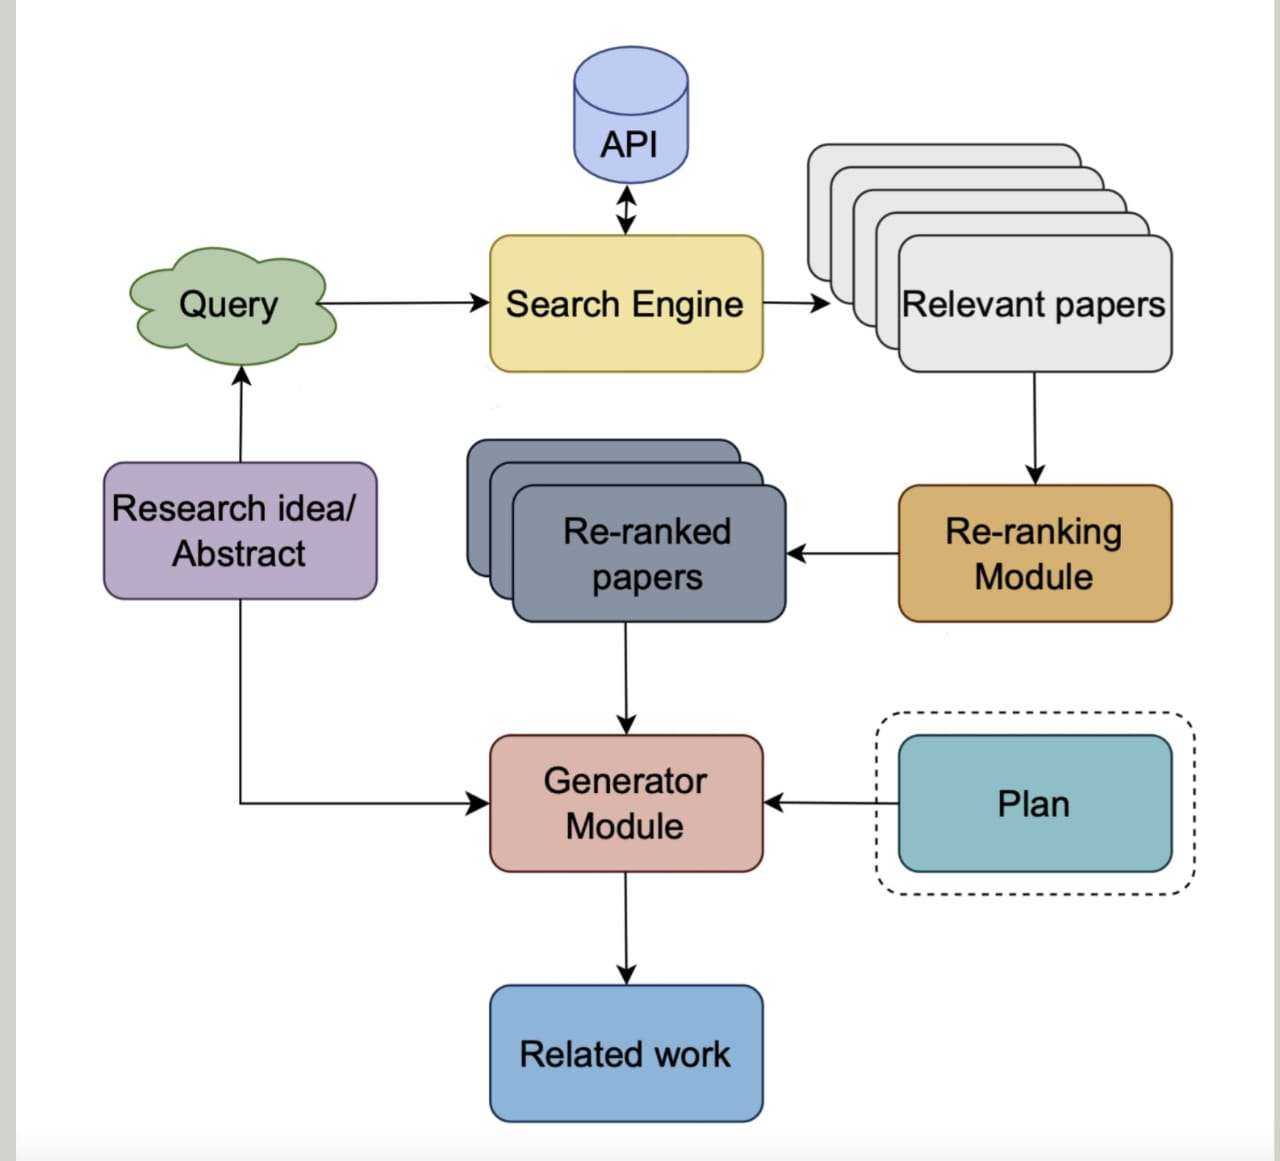 API
Query
Search Engine
Relevant papers
Research idea/
Abstract
Re-ranked
papers
Re-ranking
Module
Generator
Module
Plan
Related work